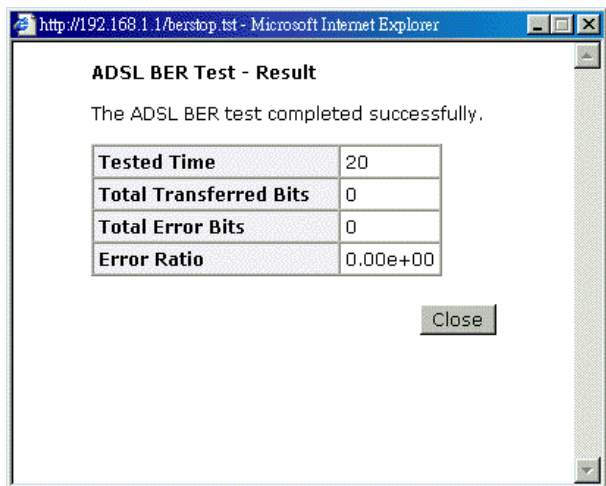 http://192.168.1.1/berstop.tst - Microsoft Internet Explorer
ADSL BER Test - Result
The ADSL BER test completed successfully.
Tested Time 20
Total Transferred Bits 0
Total Error Bits 0
Error Ratio 0.00e+00
Close